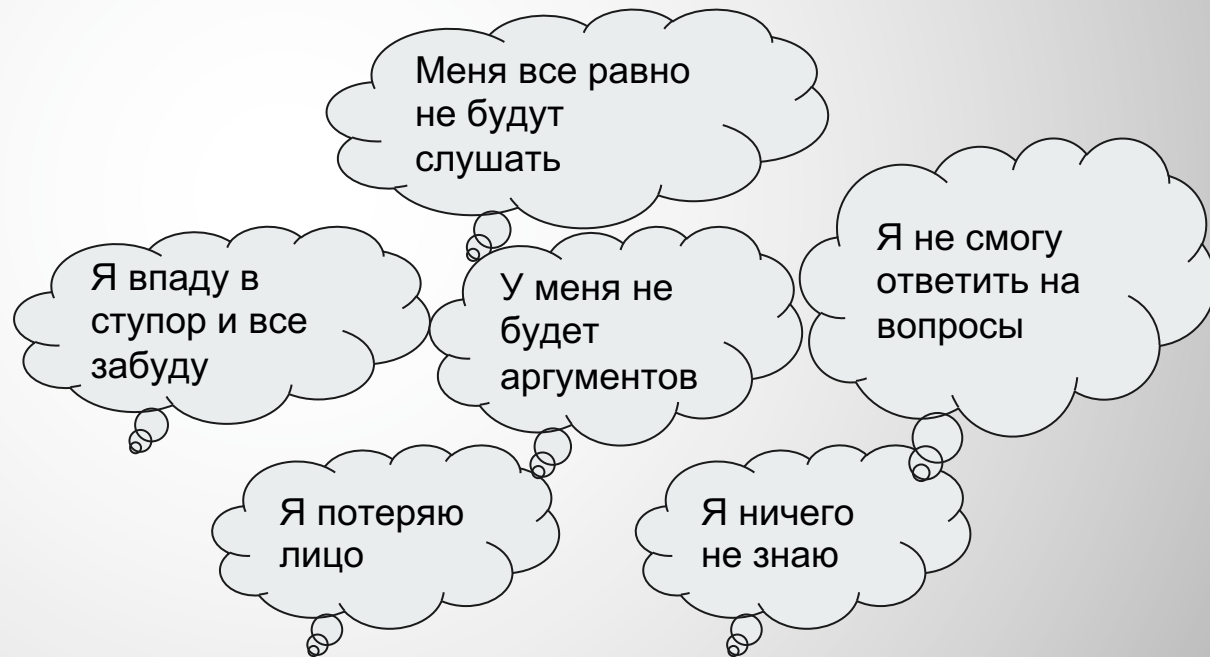 Меня все равно
не будут
слушать
Я впаду в
ступор и все
забуду
У меня не
будет
аргументов
Я не смогу
ответить на
вопросы
Я потеряю
лицо
Я ничего
не знаю